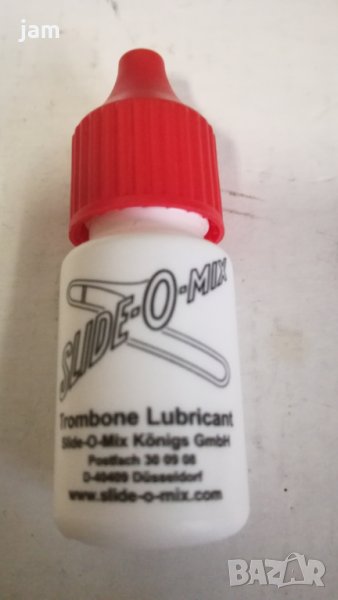 jam
SLIDE-O-MIX
Trombone Lubricant
Slide-O-Mix Königs GmbH
Postfach 30 09 08
D-40409 Düsseldorf
www.slide-o-mix.com
BAZAR